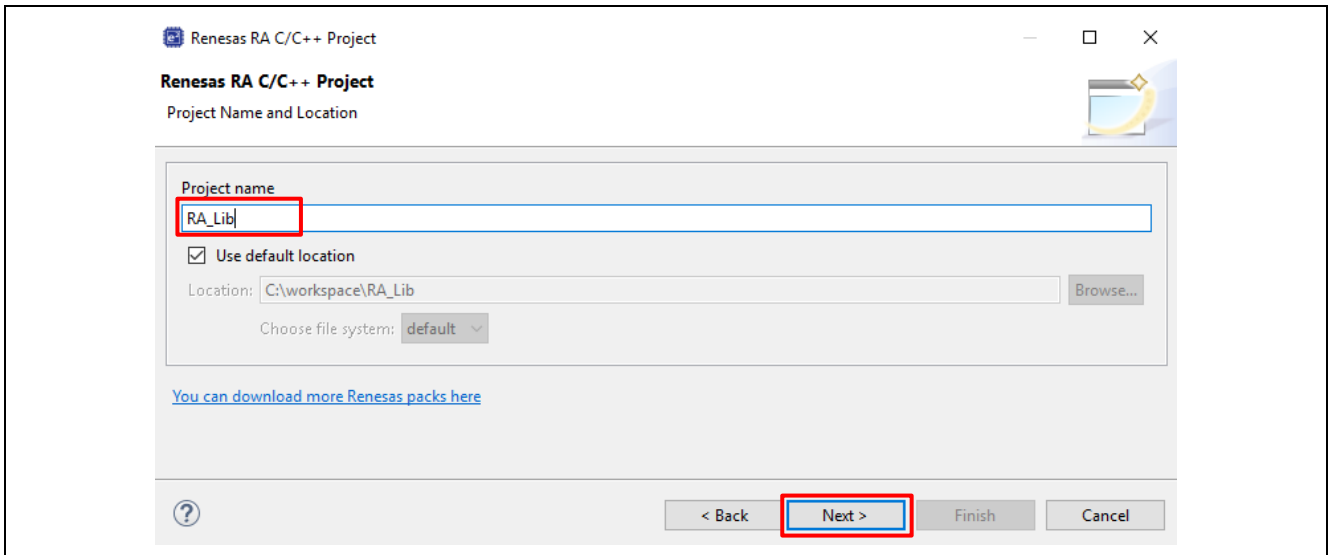 Renesas RA C/C++ Project
Renesas RA C/C++ Project
Project Name and Location
Project name
RA_Lib
Use default location
Location: C:\workspace\RA_Lib Browse...
Choose file system: default
You can download more Renesas packs here
? < Back Next > Finish Cancel